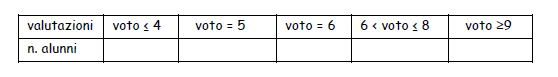 valutazioni voto ≤ 4 voto = 5 voto = 6 6 < voto ≤ 8 voto ≥9
n. alunni